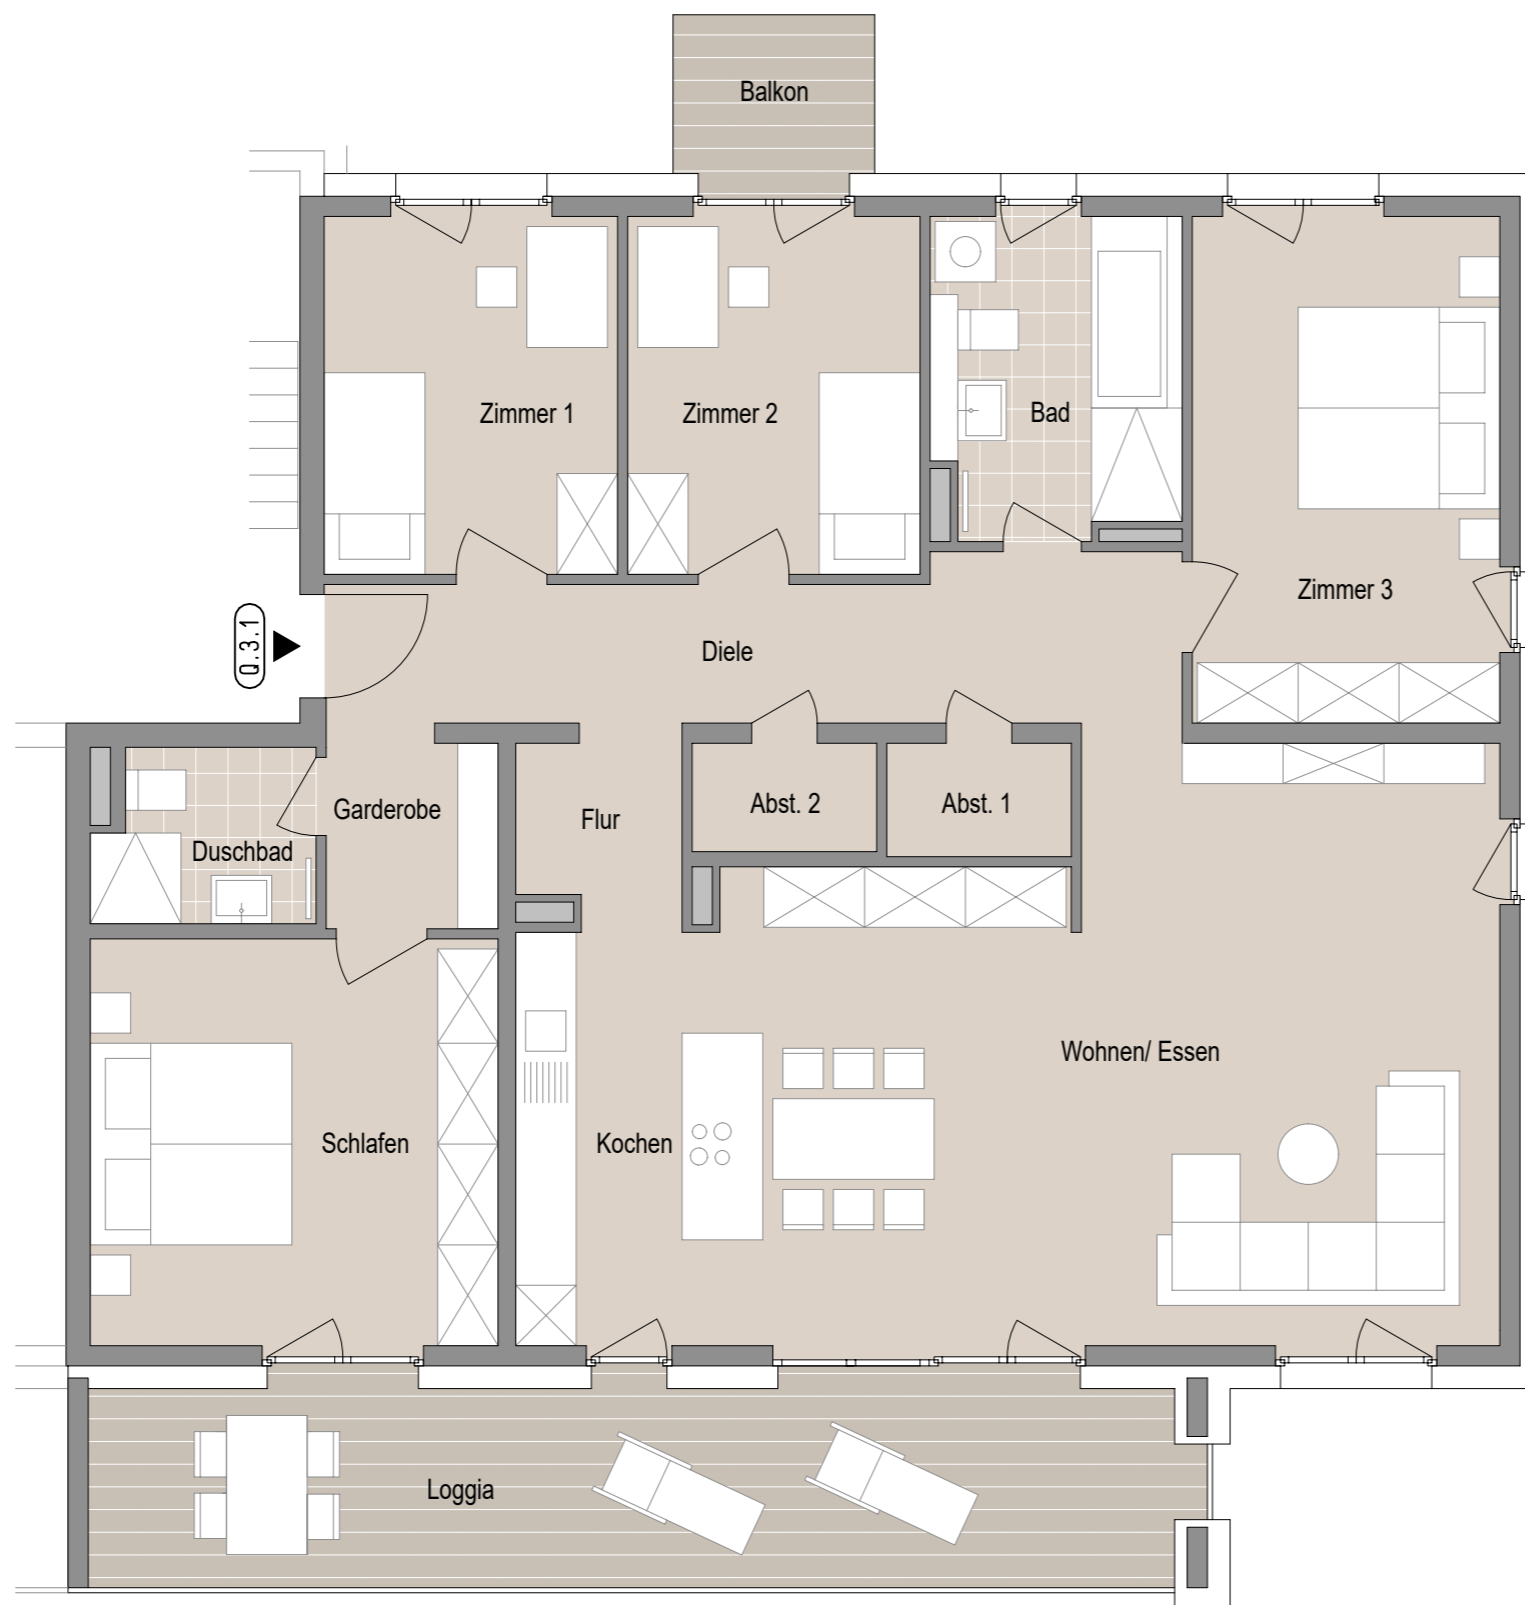 Balkon
Zimmer 1
Zimmer 2
Bad
Zimmer 3
Q.3.1
Diele
Garderobe
Flur
Abst. 2
Abst. 1
Duschbad
Wohnen/ Essen
Schlafen
Kochen
Loggia